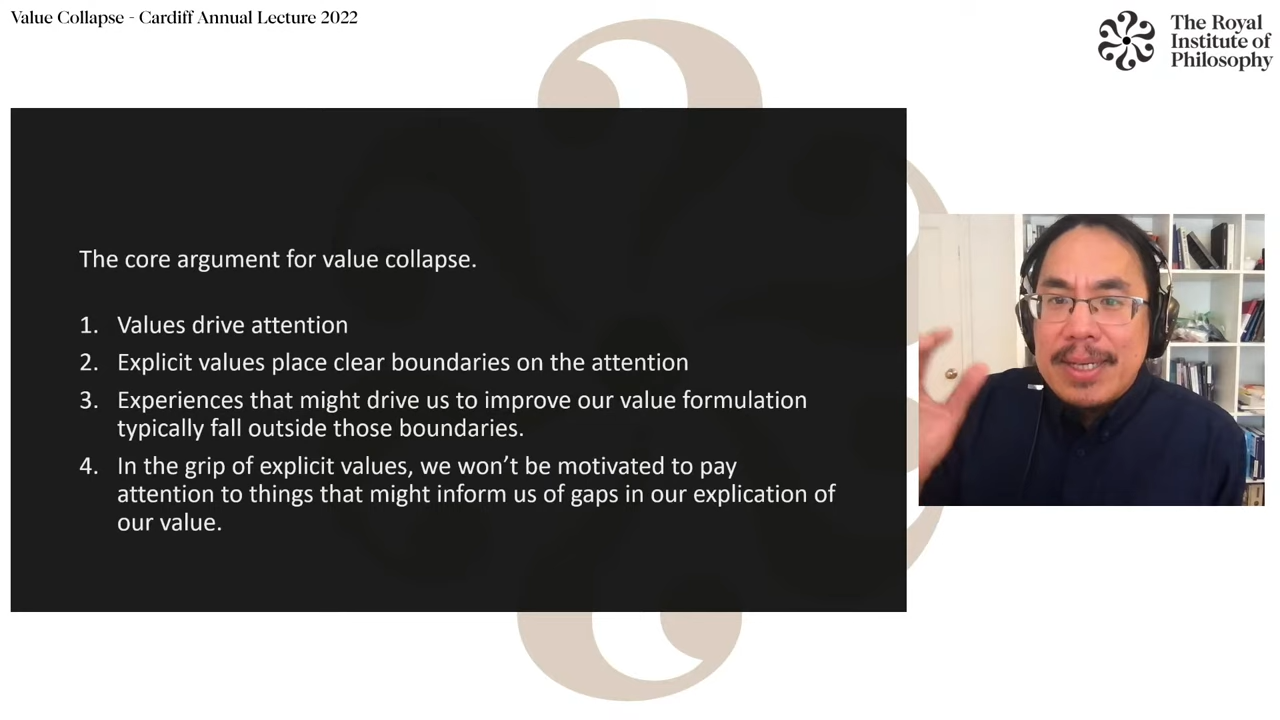 Value Collapse - Cardiff Annual Lecture 2022
The Royal
Institute of
Philosophy
The core argument for value collapse.
1. Values drive attention
2. Explicit values place clear boundaries on the attention
3. Experiences that might drive us to improve our value formulation
typically fall outside those boundaries.
4. In the grip of explicit values, we won’t be motivated to pay
attention to things that might inform us of gaps in our explication of
our value.